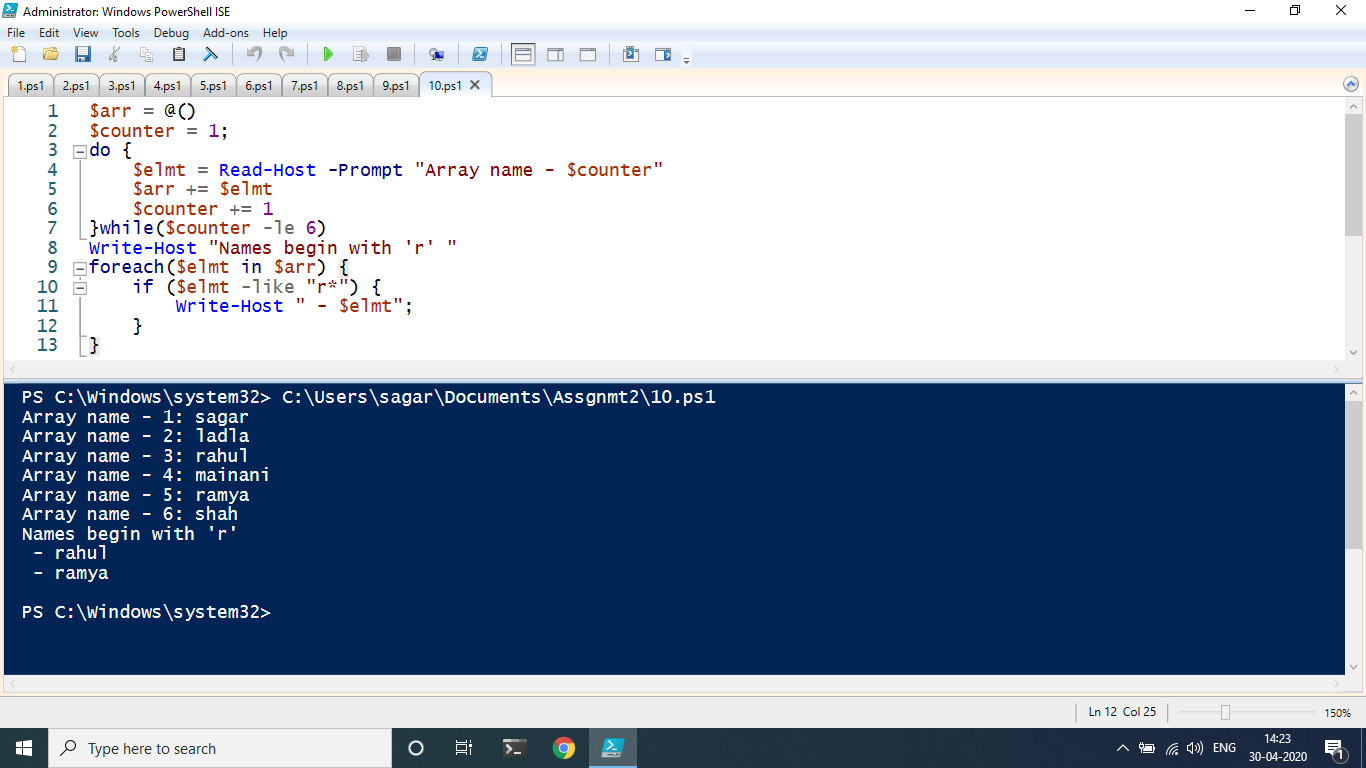 Administrator: Windows PowerShell ISE
File Edit View Tools Debug Add-ons Help
1.ps1 2.ps1 3.ps1 4.ps1 5.ps1 6.ps1 7.ps1 8.ps1 9.ps1 10.ps1
1 $arr = @()
2 $counter = 1;
3 do {
4 $elmt = Read-Host -Prompt "Array name - $counter"
5 $arr += $elmt
6 $counter += 1
7 }while($counter -le 6)
8 Write-Host "Names begin with 'r' "
9 foreach($elmt in $arr) {
10 if ($elmt -like "r*") {
11 Write-Host " - $elmt";
12 }
13 }
PS C:\Windows\system32> C:\Users\sagar\Documents\Assgnmt2\10.ps1
Array name - 1: sagar
Array name - 2: ladla
Array name - 3: rahul
Array name - 4: mainani
Array name - 5: ramya
Array name - 6: shah
Names begin with 'r'
 - rahul
 - ramya
PS C:\Windows\system32>
Ln 12 Col 25 150%
Type here to search
ENG
14:23
30-04-2020
1